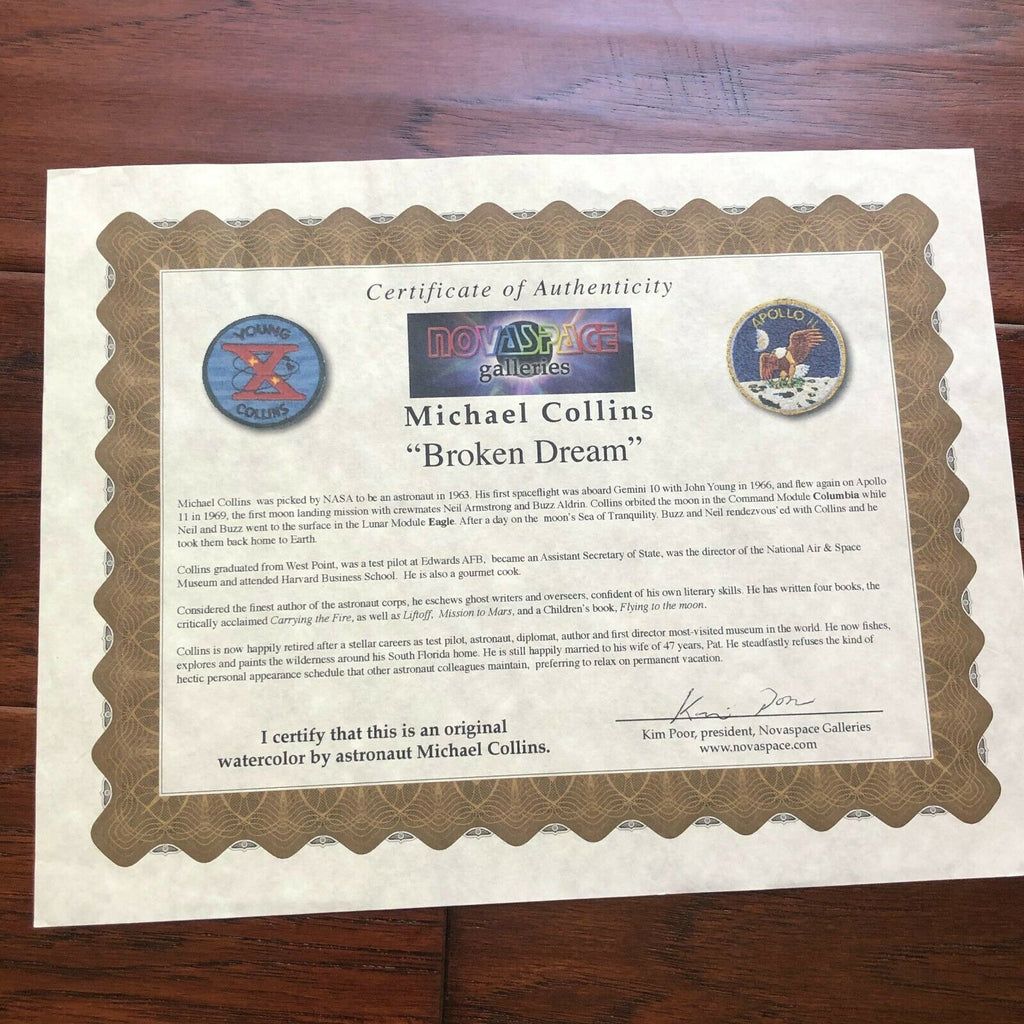 Certificate of Authenticity
YOUNG
X
COLLINS
NOVASPACE
galleries
APOLLO 11
Michael Collins
“Broken Dream”
Michael Collins was picked by NASA to be an astronaut in 1963. His first spaceflight was aboard Gemini 10 with John Young in 1966, and flew again on Apollo
11 in 1969, the first moon landing mission with crewmates Neil Armstrong and Buzz Aldrin. Collins orbited the moon in the Command Module Columbia while
Neil and Buzz went to the surface in the Lunar Module Eagle. After a day on the moon’s Sea of Tranquility. Buzz and Neil rendezvous’ed with Collins and he
took them back home to Earth.
Collins graduated from West Point, was a test pilot at Edwards AFB, became an Assistant Secretary of State, was the director of the National Air & Space
Museum and attended Harvard Business School. He is also a gourmet cook.
Considered the finest author of the astronaut corps, he eschews ghost writers and overseers, confident of his own literary skills. He has written four books, the
critically acclaimed Carrying the Fire, as well as Liftoff, Mission to Mars, and a Children’s book, Flying to the moon.
Collins is now happily retired after a stellar careers as test pilot, astronaut, diplomat, author and first director most-visited museum in the world. He now fishes,
explores and paints the wilderness around his South Florida home. He is still happily married to his wife of 47 years, Pat. He steadfastly refuses the kind of
hectic personal appearance schedule that other astronaut colleagues maintain, preferring to relax on permanent vacation.
I certify that this is an original
watercolor by astronaut Michael Collins.
Kim Poor
Kim Poor, president, Novaspace Galleries
www.novaspace.com